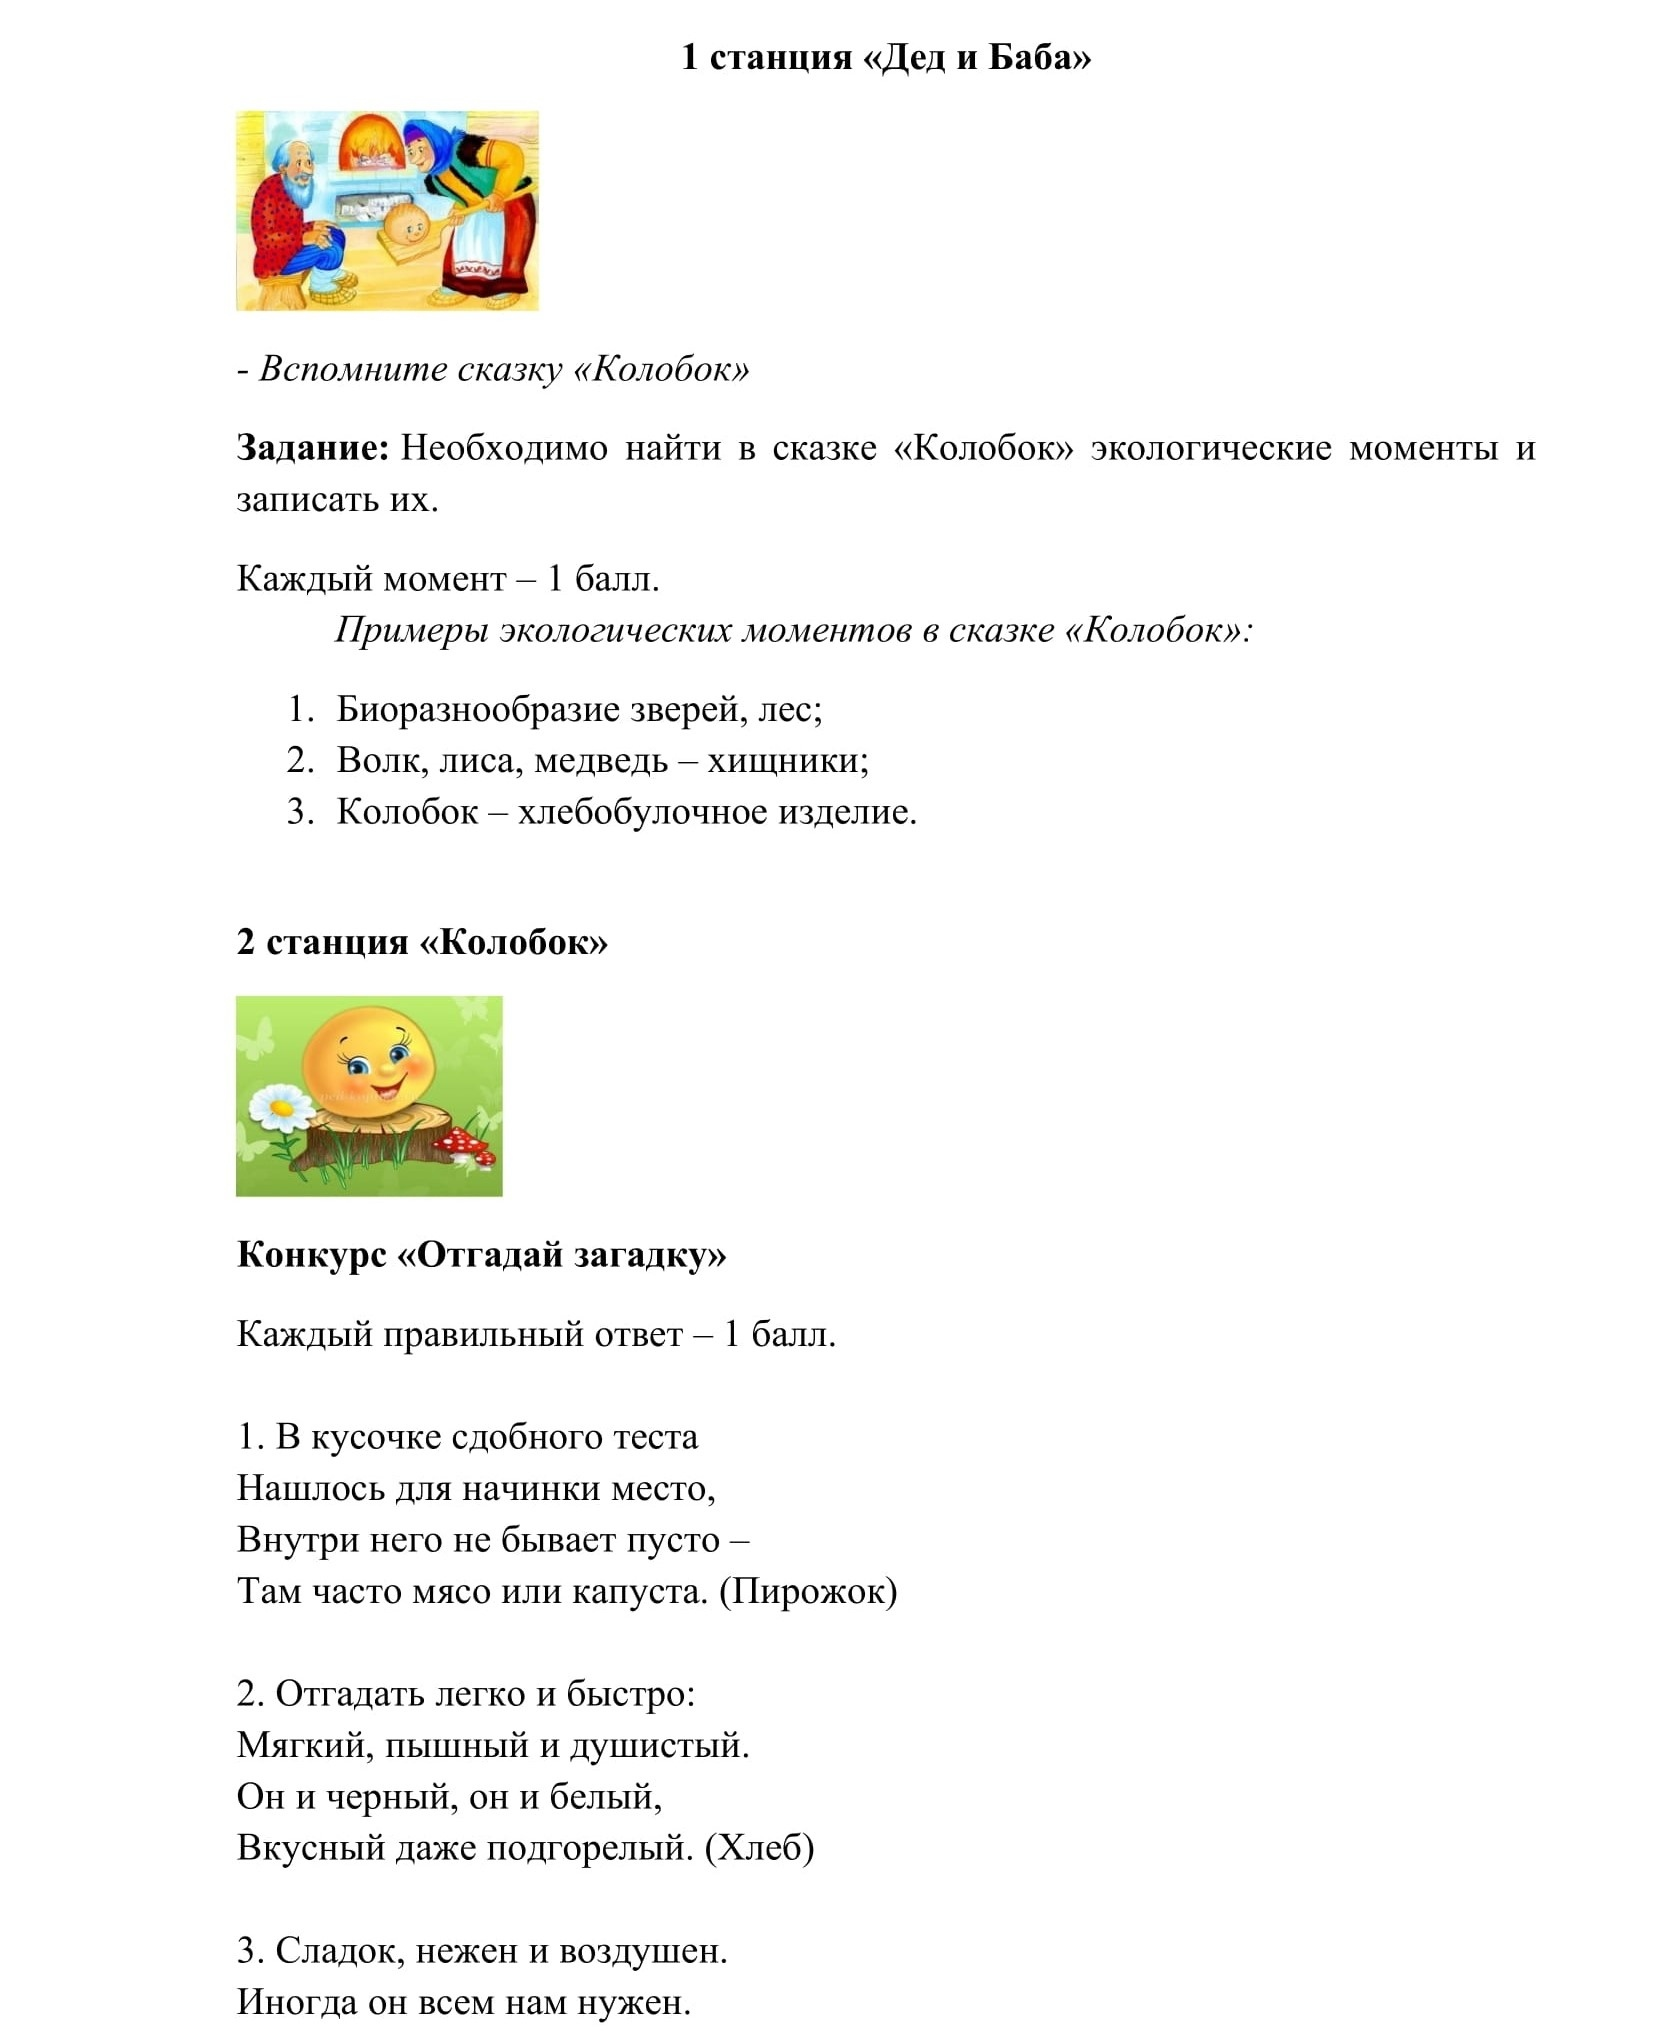 1 станция «Дед и Баба»
- Вспомните сказку «Колобок»
Задание: Необходимо найти в сказке «Колобок» экологические моменты и
записать их.
Каждый момент – 1 балл.
Примеры экологических моментов в сказке «Колобок»:
1. Биоразнообразие зверей, лес;
2. Волк, лиса, медведь – хищники;
3. Колобок – хлебобулочное изделие.
2 станция «Колобок»
Конкурс «Отгадай загадку»
Каждый правильный ответ – 1 балл.
1. В кусочке сдобного теста
Нашлось для начинки место,
Внутри него не бывает пусто –
Там часто мясо или капуста. (Пирожок)
2. Отгадать легко и быстро:
Мягкий, пышный и душистый.
Он и черный, он и белый,
Вкусный даже подгорелый. (Хлеб)
3. Сладок, нежен и воздушен.
Иногда он всем нам нужен.